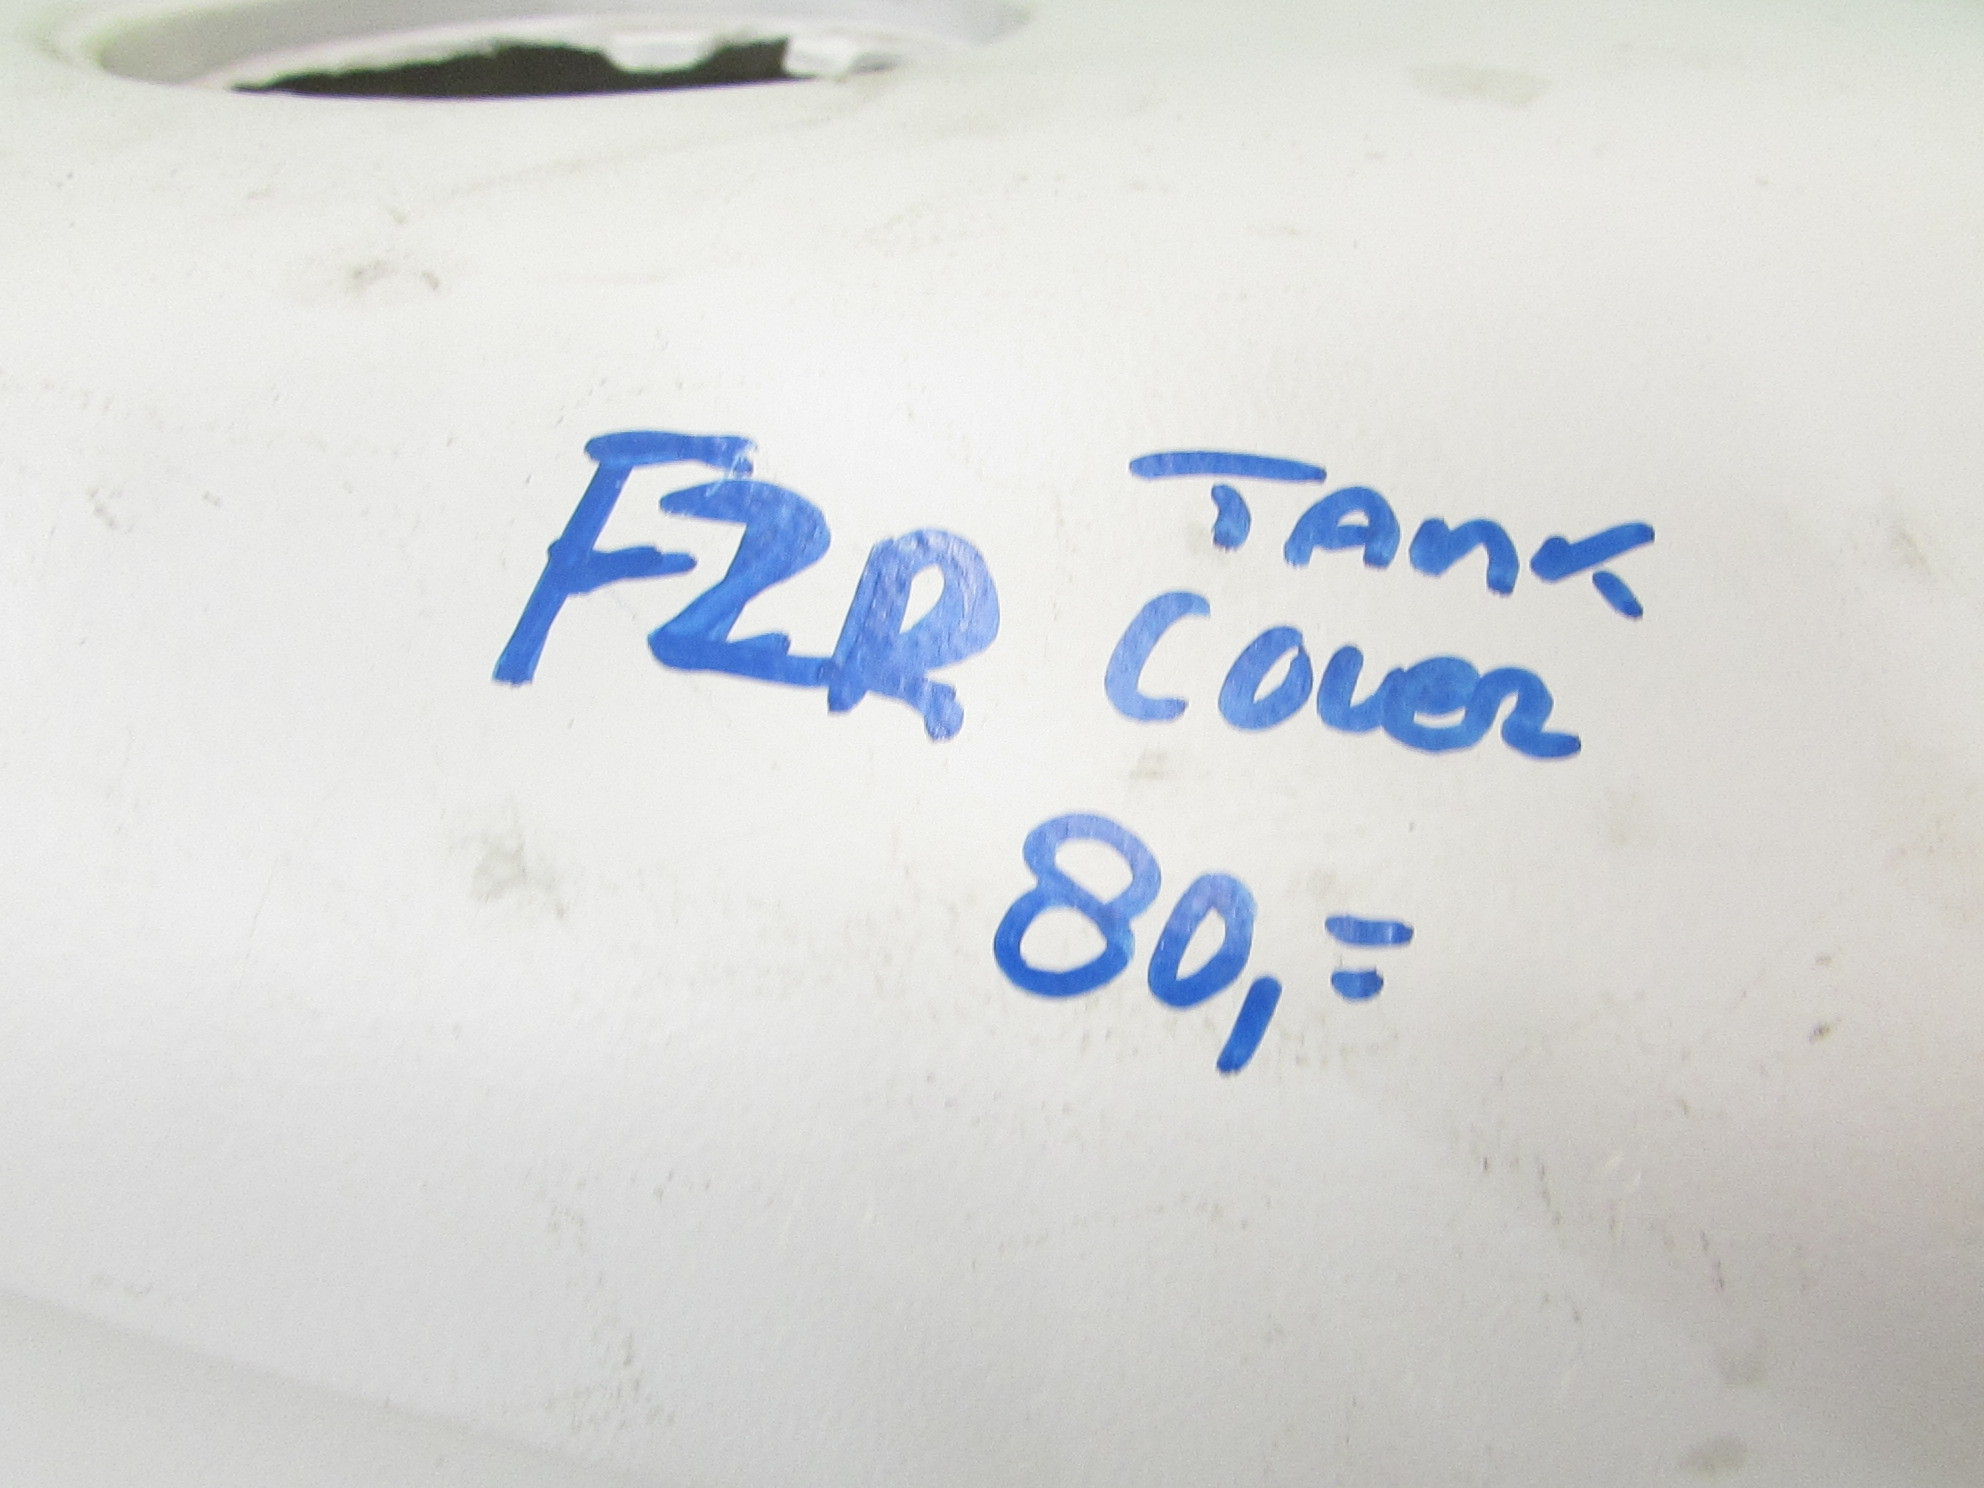 FZR TANK
COVER
80,=